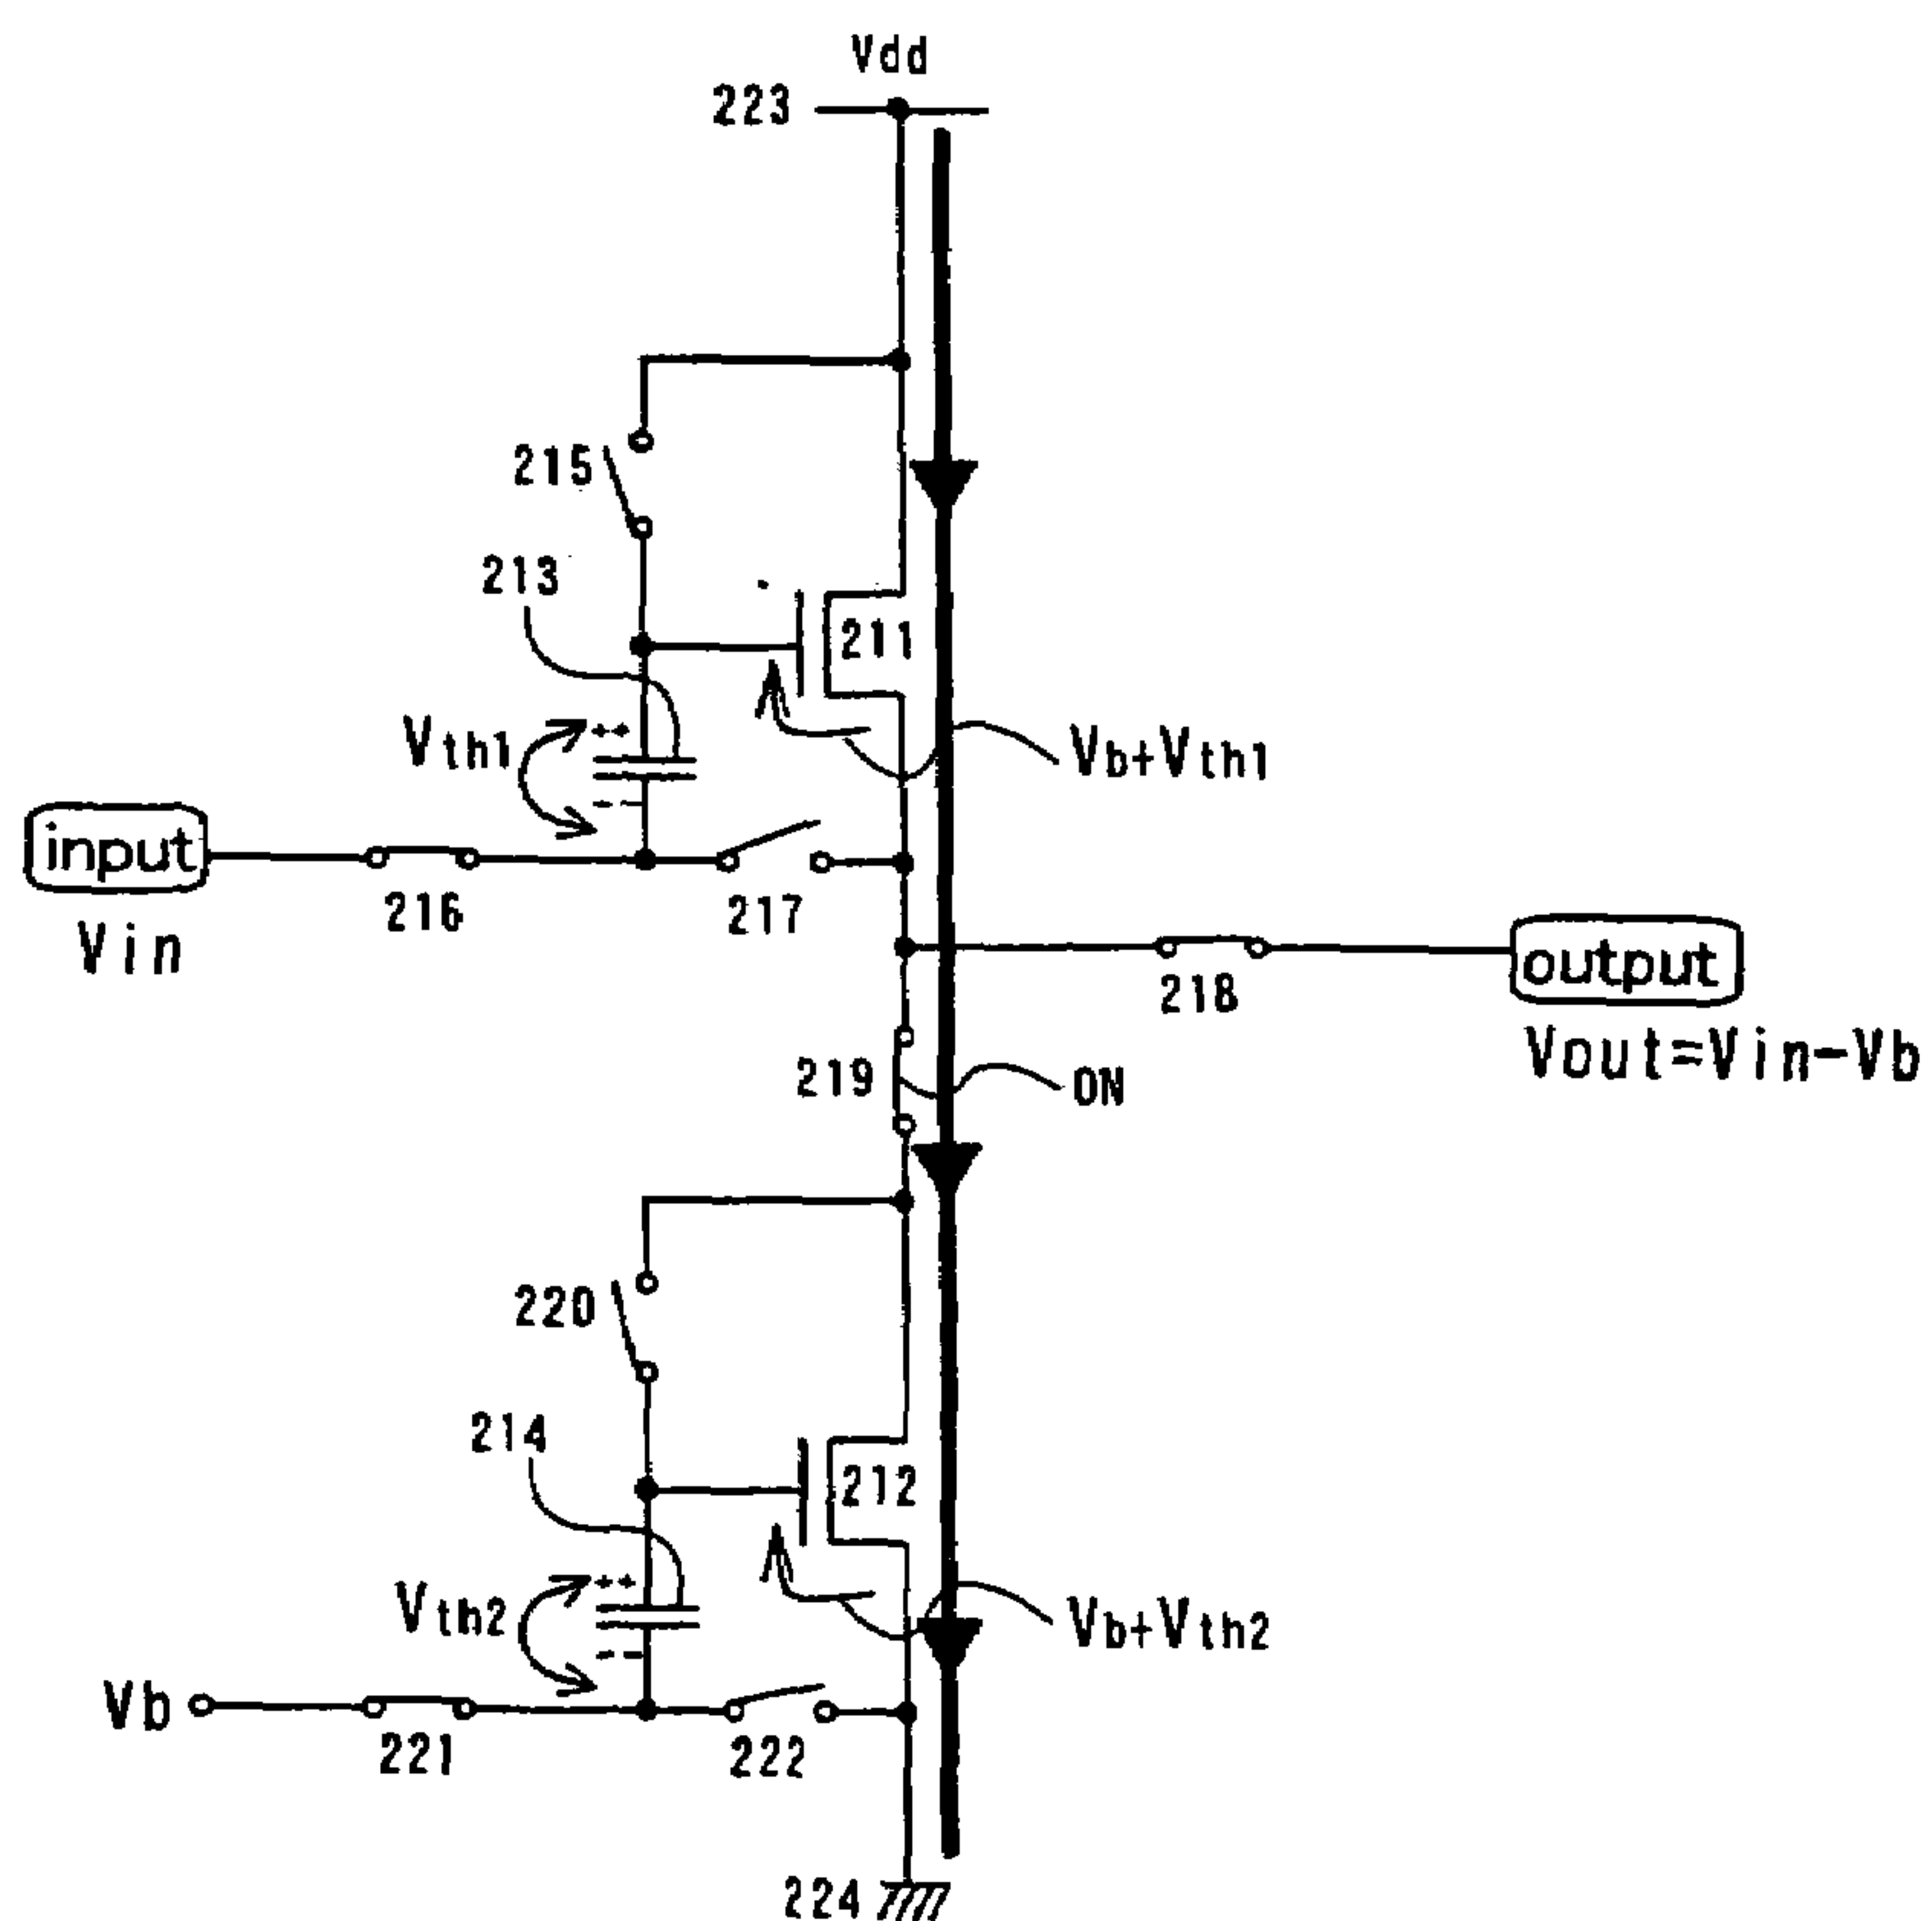 Vdd
223
215
213
211
Vth1
++
--
Vb+Vth1
input
216
217
Vin
output
218
Vout=Vin-Vb
219
ON
220
214
212
Vth2
++
--
Vb+Vth2
Vb
221
222
224